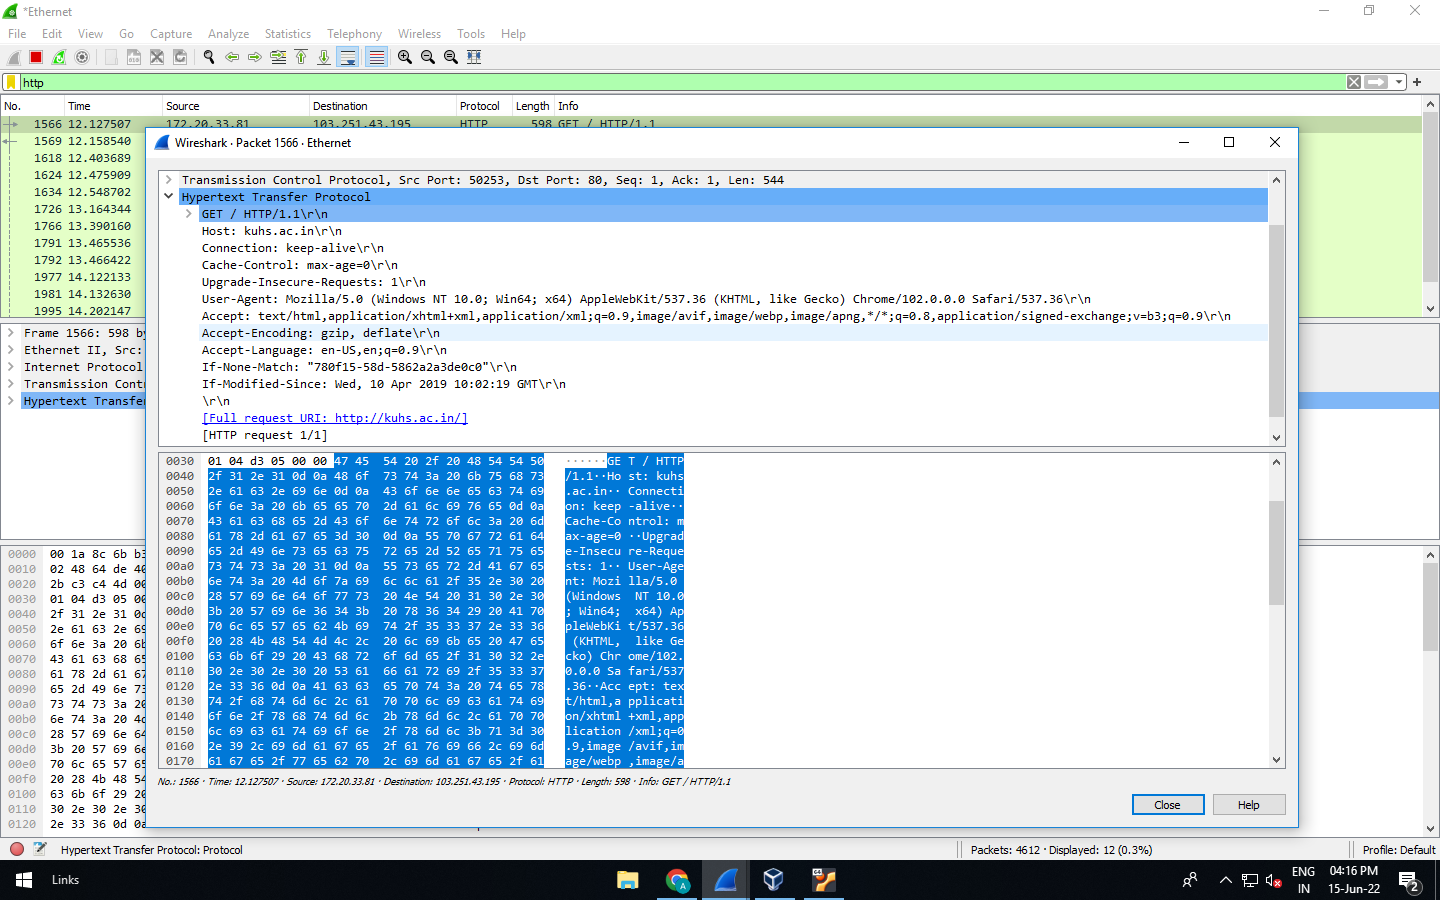 *Ethernet
File Edit View Go Capture Analyze Statistics Telephony Wireless Tools Help
http
No. Time Source Destination Protocol Length Info
1566 12.127507 172.20.33.81 103.251.43.195 HTTP 598 GET / HTTP/1.1
1569 12.158540
1618 12.403689
1624 12.475909
1634 12.548702
1726 13.164344
1766 13.390160
1791 13.465536
1792 13.466422
1977 14.122133
1981 14.132630
1995 14.202147
Frame 1566: 598 by
Ethernet II, Src:
Internet Protocol
Transmission Cont
Hypertext Transfer
0000 00 1a 8c 6b b3
0010 02 48 64 de 40
0020 2b c3 c4 4d 00
0030 01 04 d3 05 00
0040 2f 31 2e 31 0d
0050 2e 61 63 2e 69
0060 6f 6e 3a 20 6b
0070 43 61 63 68 65
0080 61 78 2d 61 67
0090 65 2d 49 6e 73
00a0 73 74 73 3a 20
00b0 6e 74 3a 20 4d
00c0 28 57 69 6e 64
00d0 3b 20 57 69 6e
00e0 70 6c 65 57 65
00f0 20 28 4b 48 54
0100 63 6b 6f 29 20
0110 30 2e 30 2e 30
0120 2e 33 36 0d 0a
Wireshark · Packet 1566 · Ethernet
Transmission Control Protocol, Src Port: 50253, Dst Port: 80, Seq: 1, Ack: 1, Len: 544
Hypertext Transfer Protocol
GET / HTTP/1.1\r\n
Host: kuhs.ac.in\r\n
Connection: keep-alive\r\n
Cache-Control: max-age=0\r\n
Upgrade-Insecure-Requests: 1\r\n
User-Agent: Mozilla/5.0 (Windows NT 10.0; Win64; x64) AppleWebKit/537.36 (KHTML, like Gecko) Chrome/102.0.0.0 Safari/537.36\r\n
Accept: text/html,application/xhtml+xml,application/xml;q=0.9,image/avif,image/webp,image/apng,*/*;q=0.8,application/signed-exchange;v=b3;q=0.9\r\n
Accept-Encoding: gzip, deflate\r\n
Accept-Language: en-US,en;q=0.9\r\n
If-None-Match: "780f15-58d-5862a2a3de0c0"\r\n
If-Modified-Since: Wed, 10 Apr 2019 10:02:19 GMT\r\n
\r\n
[Full request URI: http://kuhs.ac.in/]
[HTTP request 1/1]
0030 01 04 d3 05 00 00 47 45 54 20 2f 20 48 54 54 50 ······GE T / HTTP
0040 2f 31 2e 31 0d 0a 48 6f 73 74 3a 20 6b 75 68 73 /1.1··Ho st: kuhs
0050 2e 61 63 2e 69 6e 0d 0a 43 6f 6e 6e 65 63 74 69 .ac.in·· Connecti
0060 6f 6e 3a 20 6b 65 65 70 2d 61 6c 69 76 65 0d 0a on: keep -alive··
0070 43 61 63 68 65 2d 43 6f 6e 74 72 6f 6c 3a 20 6d Cache-Co ntrol: m
0080 61 78 2d 61 67 65 3d 30 0d 0a 55 70 67 72 61 64 ax-age=0 ··Upgrad
0090 65 2d 49 6e 73 65 63 75 72 65 2d 52 65 71 75 65 e-Insecu re-Reque
00a0 73 74 73 3a 20 31 0d 0a 55 73 65 72 2d 41 67 65 sts: 1·· User-Age
00b0 6e 74 3a 20 4d 6f 7a 69 6c 6c 61 2f 35 2e 30 20 nt: Mozi lla/5.0
00c0 28 57 69 6e 64 6f 77 73 20 4e 54 20 31 30 2e 30 (Windows NT 10.0
00d0 3b 20 57 69 6e 36 34 3b 20 78 36 34 29 20 41 70 ; Win64; x64) Ap
00e0 70 6c 65 57 65 62 4b 69 74 2f 35 33 37 2e 33 36 pleWebKi t/537.36
00f0 20 28 4b 48 54 4d 4c 2c 20 6c 69 6b 65 20 47 65 (KHTML, like Ge
0100 63 6b 6f 29 20 43 68 72 6f 6d 65 2f 31 30 32 2e cko) Chr ome/102.
0110 30 2e 30 2e 30 20 53 61 66 61 72 69 2f 35 33 37 0.0.0 Sa fari/537
0120 2e 33 36 0d 0a 41 63 63 65 70 74 3a 20 74 65 78 .36··Acc ept: tex
0130 74 2f 68 74 6d 6c 2c 61 70 70 6c 69 63 61 74 69 t/html,a pplicati
0140 6f 6e 2f 78 68 74 6d 6c 2b 78 6d 6c 2c 61 70 70 on/xhtml +xml,app
0150 6c 69 63 61 74 69 6f 6e 2f 78 6d 6c 3b 71 3d 30 lication /xml;q=0
0160 2e 39 2c 69 6d 61 67 65 2f 61 76 69 66 2c 69 6d .9,image /avif,im
0170 61 67 65 2f 77 65 62 70 2c 69 6d 61 67 65 2f 61 age/webp ,image/a
No.: 1566 · Time: 12.127507 · Source: 172.20.33.81 · Destination: 103.251.43.195 · Protocol: HTTP · Length: 598 · Info: GET / HTTP/1.1
Close Help
Hypertext Transfer Protocol: Protocol Packets: 4612 · Displayed: 12 (0.3%) Profile: Default
Links
A
64
ENG
IN
04:16 PM
15-Jun-22
2